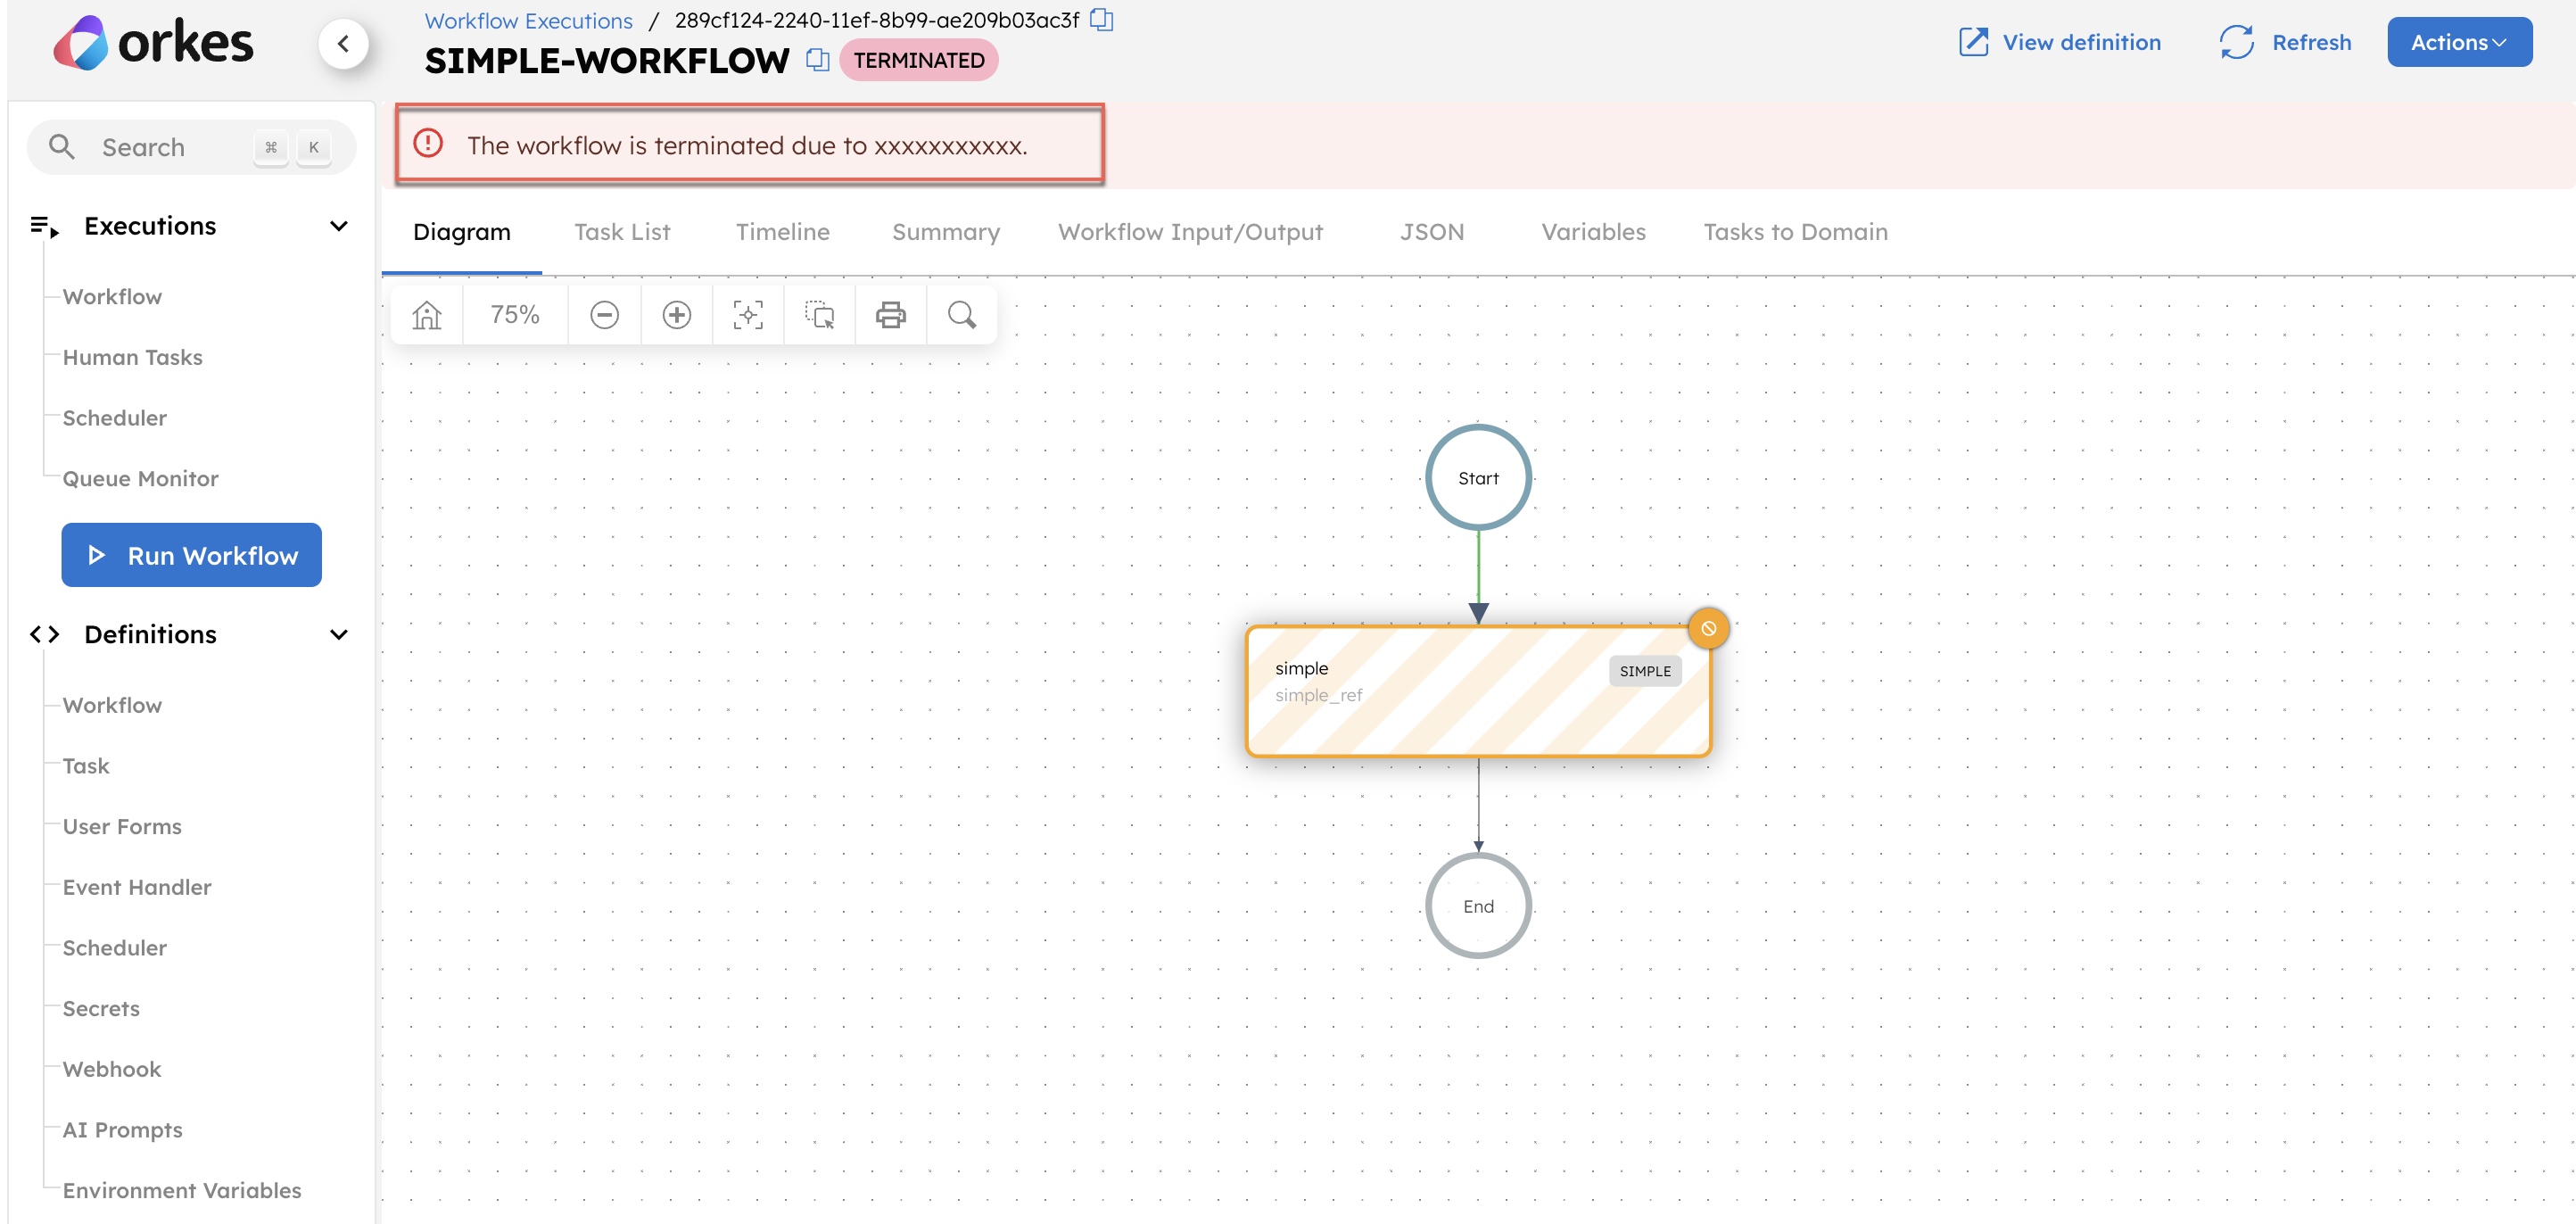 orkes
Workflow Executions / 289cf124-2240-11ef-8b99-ae209b03ac3f
SIMPLE-WORKFLOW TERMINATED
View definition
Refresh
Actions
Search ⌘ K
The workflow is terminated due to xxxxxxxxxxx.
Executions
Workflow
Human Tasks
Scheduler
Queue Monitor
Run Workflow
Definitions
Workflow
Task
User Forms
Event Handler
Scheduler
Secrets
Webhook
AI Prompts
Environment Variables
Diagram Task List Timeline Summary Workflow Input/Output JSON Variables Tasks to Domain
75%
Start
simple SIMPLE
simple_ref
End